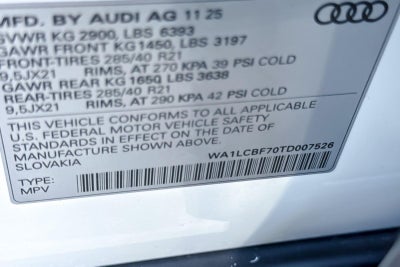 MFD. BY AUDI AG 11 25
GVWR KG 2900, LBS 6393
GAWR FRONT KG1450, LBS 3197
FRONT-TIRES 285/40 R21
9,5JX21 RIMS, AT 270 KPA 39 PSI COLD
GAWR REAR KG 1650, LBS 3638
REAR-TIRES 285/40 R21
9,5JX21 RIMS, AT 290 KPA 42 PSI COLD
THIS VEHICLE CONFORMS TO ALL APPLICABLE
U.S. FEDERAL MOTOR VEHICLE SAFETY
STANDARDS IN EFFECT ON THE DATE OF
MANUFACTURE SHOWN ABOVE.
SLOVAKIA WA1LCBF70TD007526
TYPE
MPV